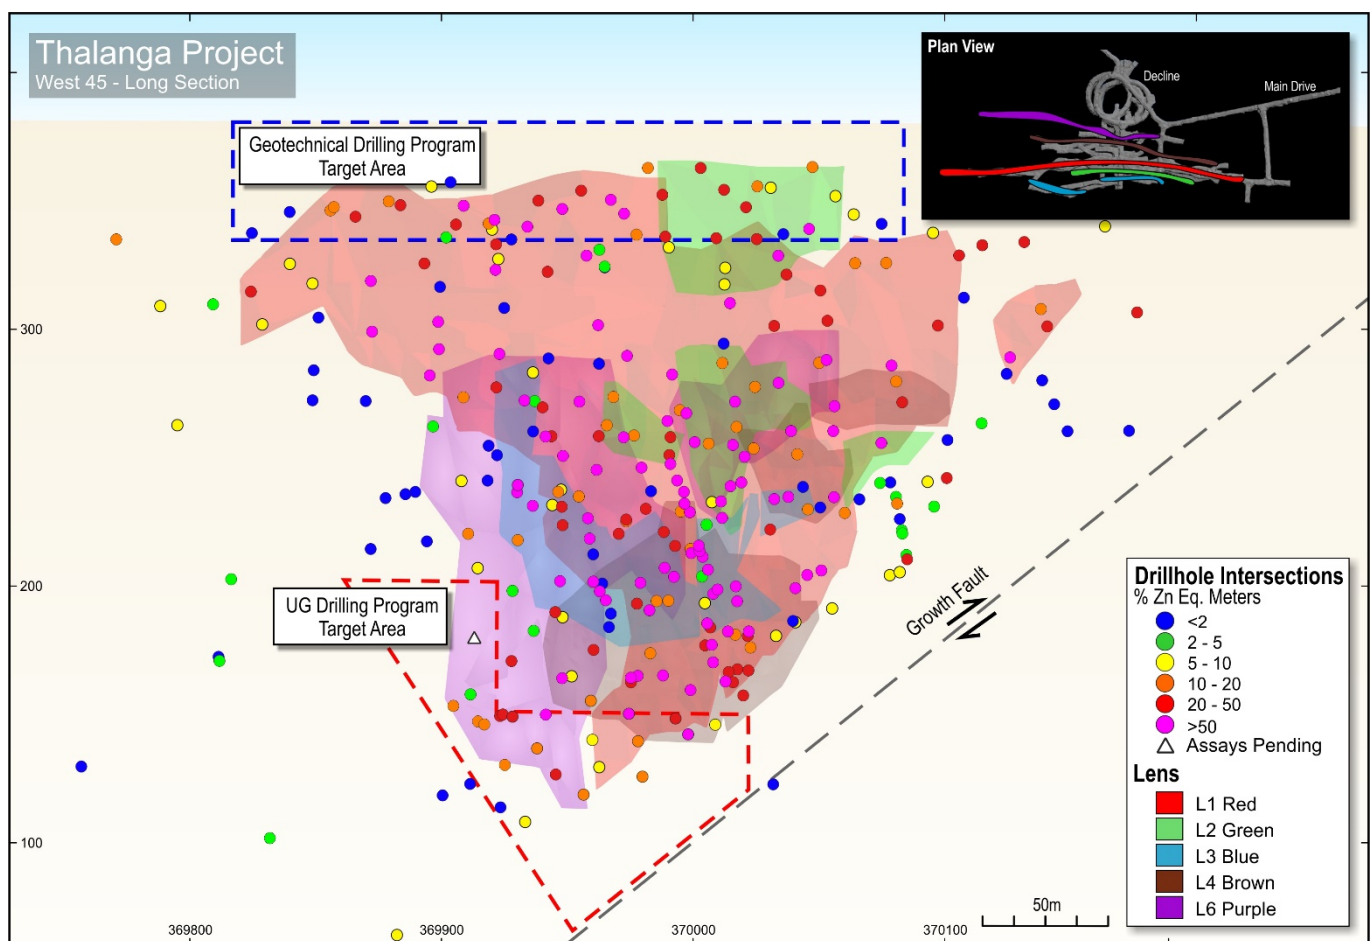 Thalanga Project
West 45 - Long Section
Plan View
Decline
Main Drive
Geotechnical Drilling Program
Target Area
300
200
100
UG Drilling Program
Target Area
Growth Fault
Drillhole Intersections
% Zn Eq. Meters
<2
2 - 5
5 - 10
10 - 20
20 - 50
>50
Assays Pending
Lens
L1 Red
L2 Green
L3 Blue
L4 Brown
L6 Purple
50m
369800
369900
370000
370100